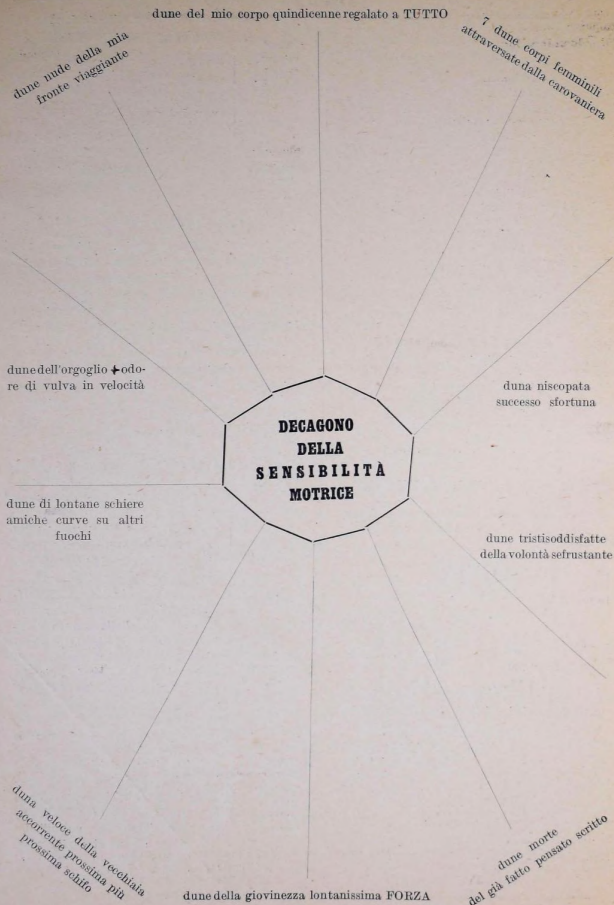 dune del mio corpo quindicenne regalato a TUTTO
dune nude della mia
fronte viaggiante
7 dune corpi femminili
attraversate dalla carovaniera
dune dell'orgoglio + odo-
re di vulva in velocità
duna niscopata
successo sfortuna
DECAGONO
DELLA
SENSIBILITÀ
MOTRICE
dune di lontane schiere
amiche curve su altri
fuochi
dune tristisoddisfatte
della volontà sefrustante
duna veloce della vecchiaia
accorrente prossima più
prossima schifo
dune morte
del già fatto pensato scritto
dune della giovinezza lontanissima FORZA